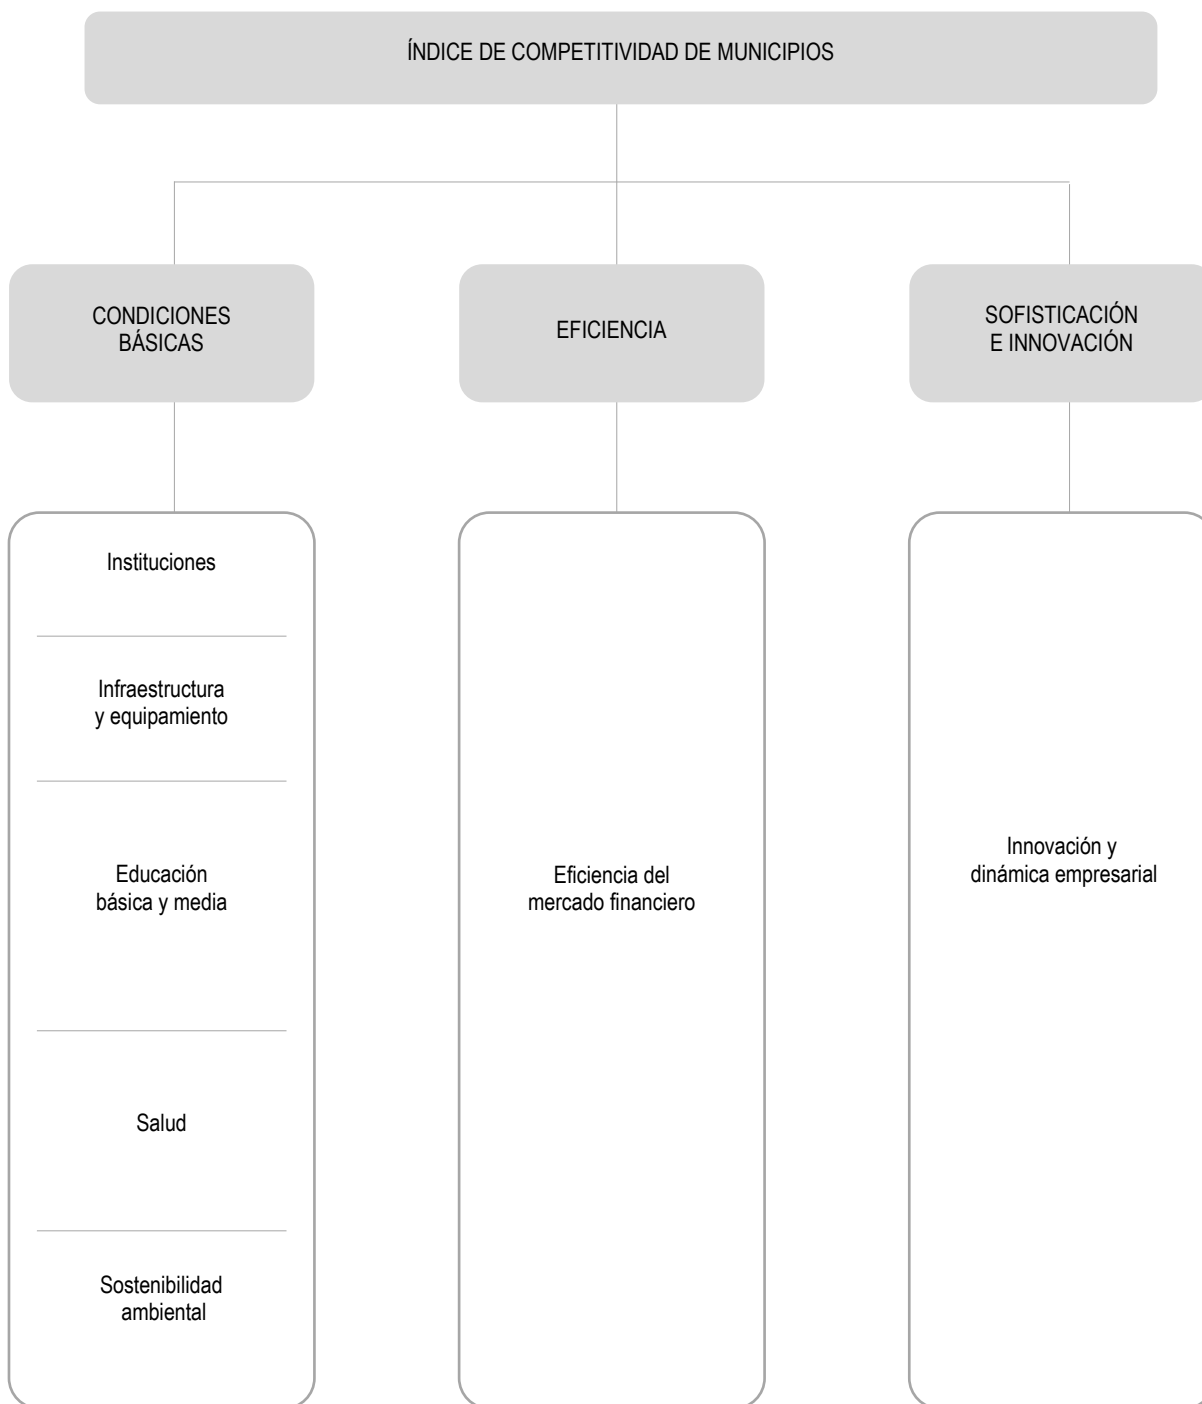 ÍNDICE DE COMPETITIVIDAD DE MUNICIPIOS
CONDICIONES
BÁSICAS
EFICIENCIA
SOFISTICACIÓN
E INNOVACIÓN
Instituciones
Infraestructura
y equipamiento
Educación
básica y media
Salud
Sostenibilidad
ambiental
Eficiencia del
mercado financiero
Innovación y
dinámica empresarial